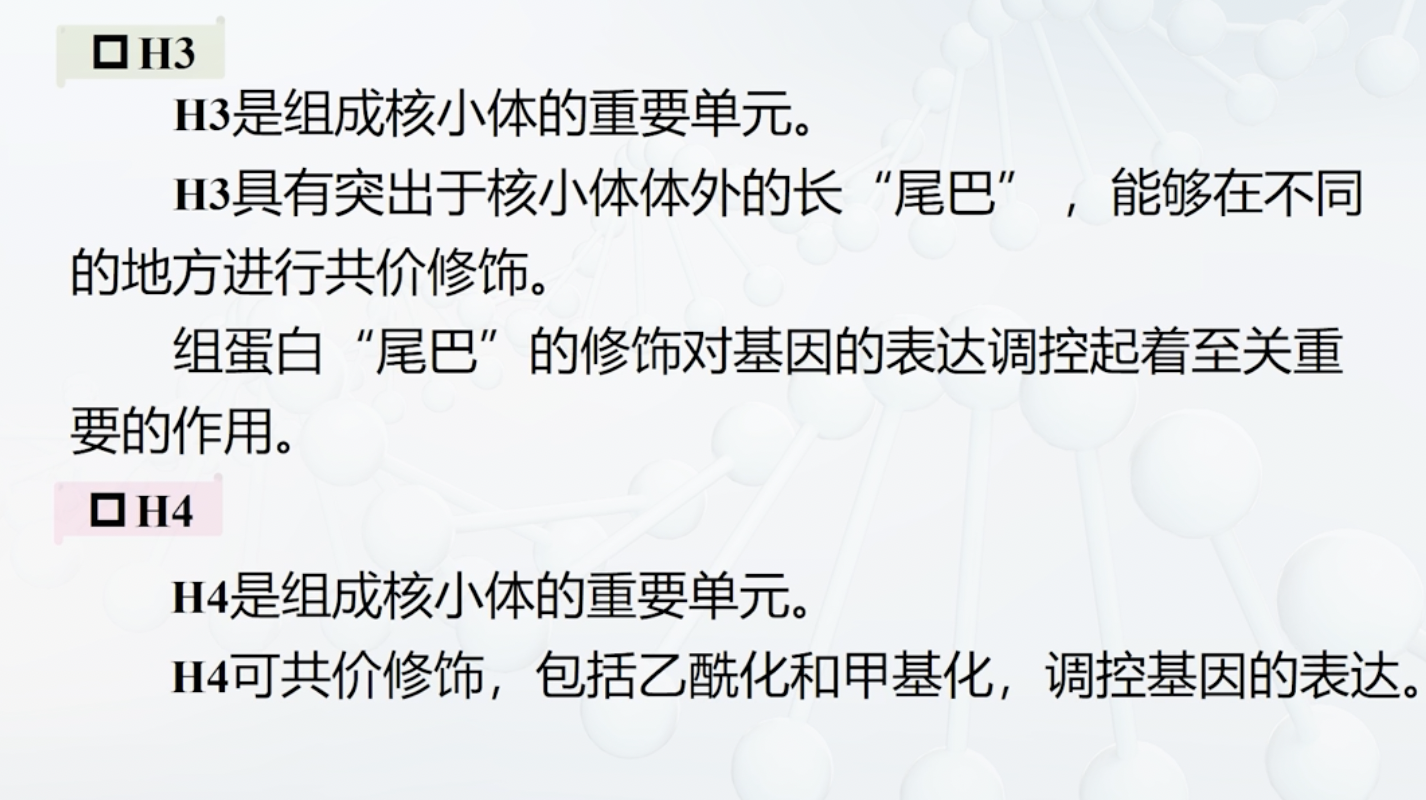 □ H3
H3是组成核小体的重要单元。
H3具有突出于核小体体外的长“尾巴”，能够在不同
的地方进行共价修饰。
组蛋白“尾巴”的修饰对基因的表达调控起着至关重
要的作用。
□ H4
H4是组成核小体的重要单元。
H4可共价修饰，包括乙酰化和甲基化，调控基因的表达。